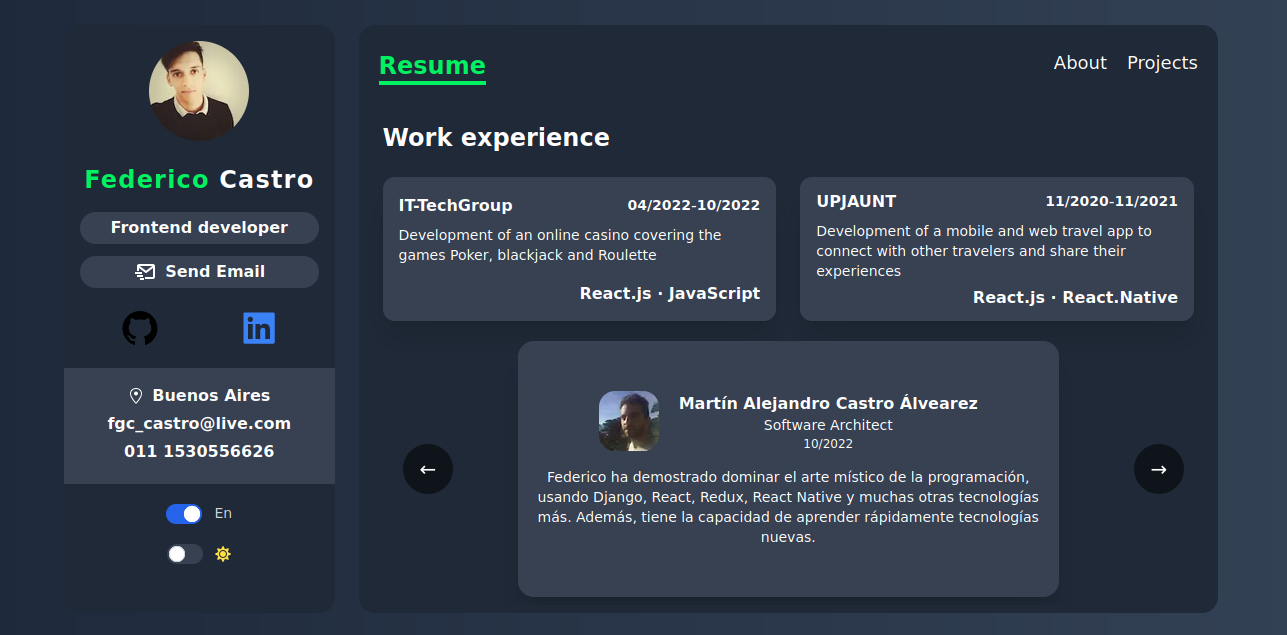 Federico Castro
Frontend developer
Send Email
in
Buenos Aires
fgc_castro@live.com
011 1530556626
En
Resume
About
Projects
Work experience
IT-TechGroup
04/2022-10/2022
Development of an online casino covering the
games Poker, blackjack and Roulette
React.js · JavaScript
UPJAUNT
11/2020-11/2021
Development of a mobile and web travel app to
connect with other travelers and share their
experiences
React.js · React.Native
Martín Alejandro Castro Álvearez
Software Architect
10/2022
Federico ha demostrado dominar el arte místico de la programación,
usando Django, React, Redux, React Native y muchas otras tecnologías
más. Además, tiene la capacidad de aprender rápidamente tecnologías
nuevas.